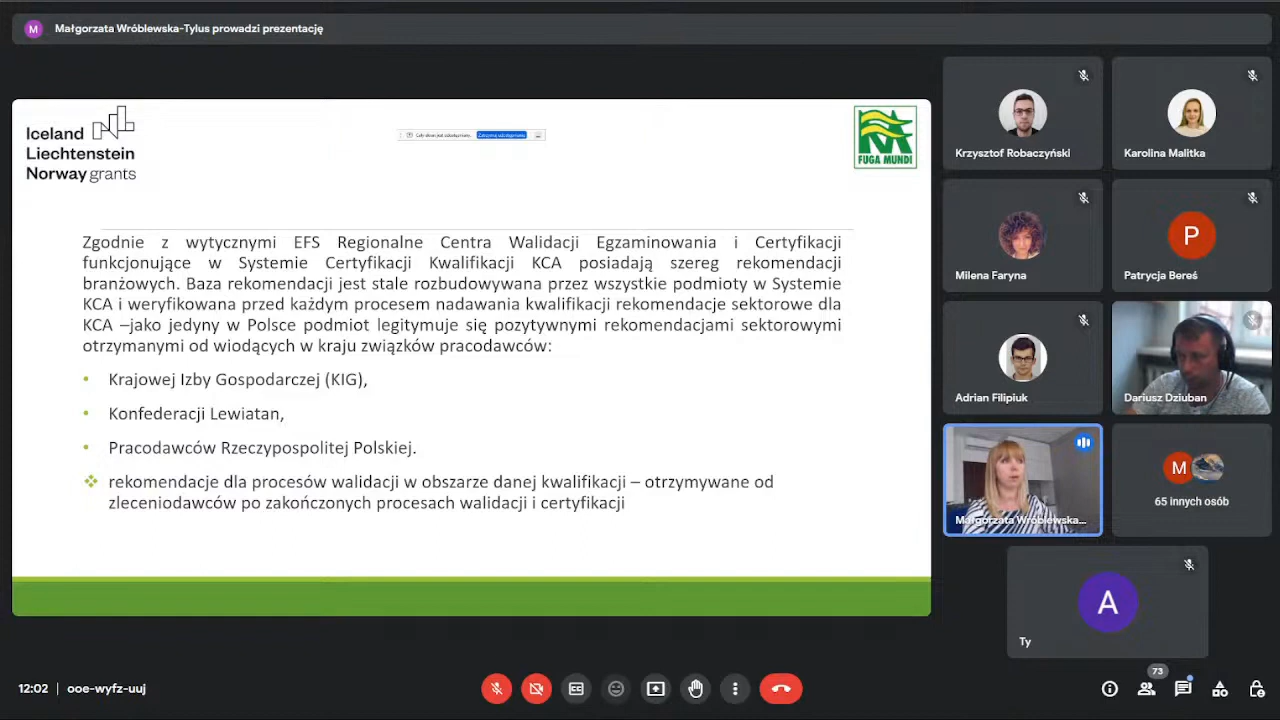 M Małgorzata Wróblewska-Tylus prowadzi prezentację
Iceland
Liechtenstein
Norway grants
Zatrzymaj udostępnianie
FUGA MUNDI
Zgodnie z wytycznymi EFS Regionalne Centra Walidacji Egzaminowania i Certyfikacji
funkcjonujące w Systemie Certyfikacji Kwalifikacji KCA posiadają szereg rekomendacji
branżowych. Baza rekomendacji jest stale rozbudowywana przez wszystkie podmioty w Systemie
KCA i weryfikowana przed każdym procesem nadawania kwalifikacji rekomendacje sektorowe dla
KCA –jako jedyny w Polsce podmiot legitymuje się pozytywnymi rekomendacjami sektorowymi
otrzymanymi od wiodących w kraju związków pracodawców:
• Krajowej Izby Gospodarczej (KIG),
• Konfederacji Lewiatan,
• Pracodawców Rzeczypospolitej Polskiej.
❖ rekomendacje dla procesów walidacji w obszarze danej kwalifikacji – otrzymywane od
zleceniodawców po zakończonych procesach walidacji i certyfikacji
Krzysztof Robaczyński
Karolina Malitka
Milena Faryna
P
Patrycja Bereś
Adrian Filipiuk
Dariusz Dziuban
Małgorzata Wróblewska...
M
65 innych osób
A
Ty
12:02 | ooe-wyfz-uuj
CC
73